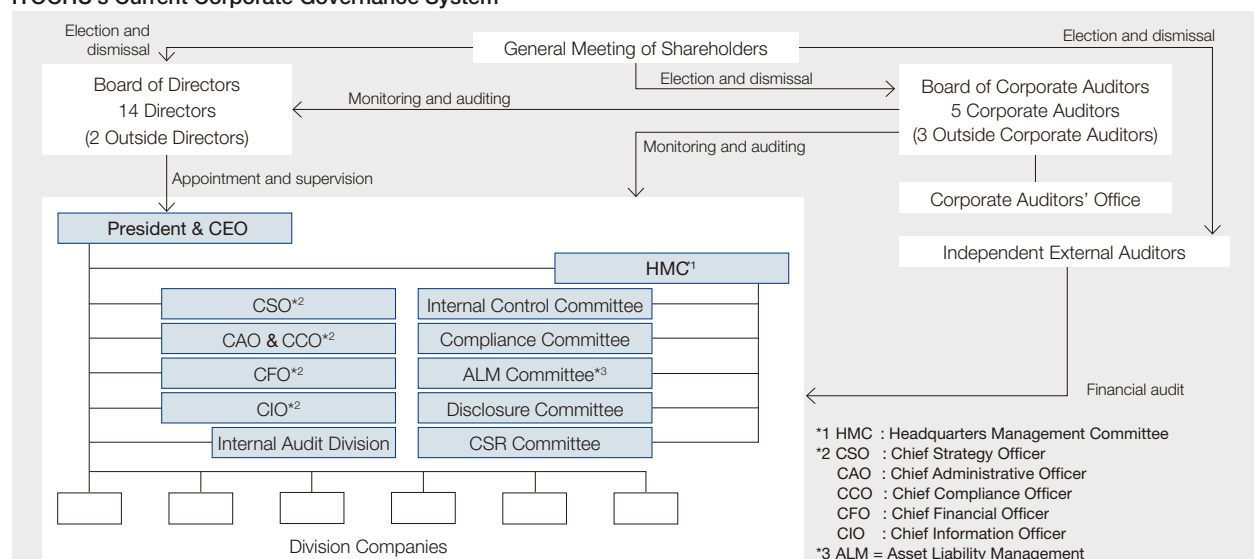 ITOCHU's Current Corporate Governance System
Election and
dismissal
General Meeting of Shareholders
Election and dismissal
Election and dismissal
Board of Directors
14 Directors
(2 Outside Directors)
Monitoring and auditing
Board of Corporate Auditors
5 Corporate Auditors
(3 Outside Corporate Auditors)
Monitoring and auditing
Appointment and supervision
Corporate Auditors' Office
President & CEO
Independent External Auditors
HMC*1
CSO*2
Internal Control Committee
CAO & CCO*2
Compliance Committee
CFO*2
ALM Committee*3
CIO*2
Disclosure Committee
Internal Audit Division
CSR Committee
Financial audit
Division Companies
*1 HMC : Headquarters Management Committee
*2 CSO : Chief Strategy Officer
CAO : Chief Administrative Officer
CCO : Chief Compliance Officer
CFO : Chief Financial Officer
CIO : Chief Information Officer
*3 ALM = Asset Liability Management